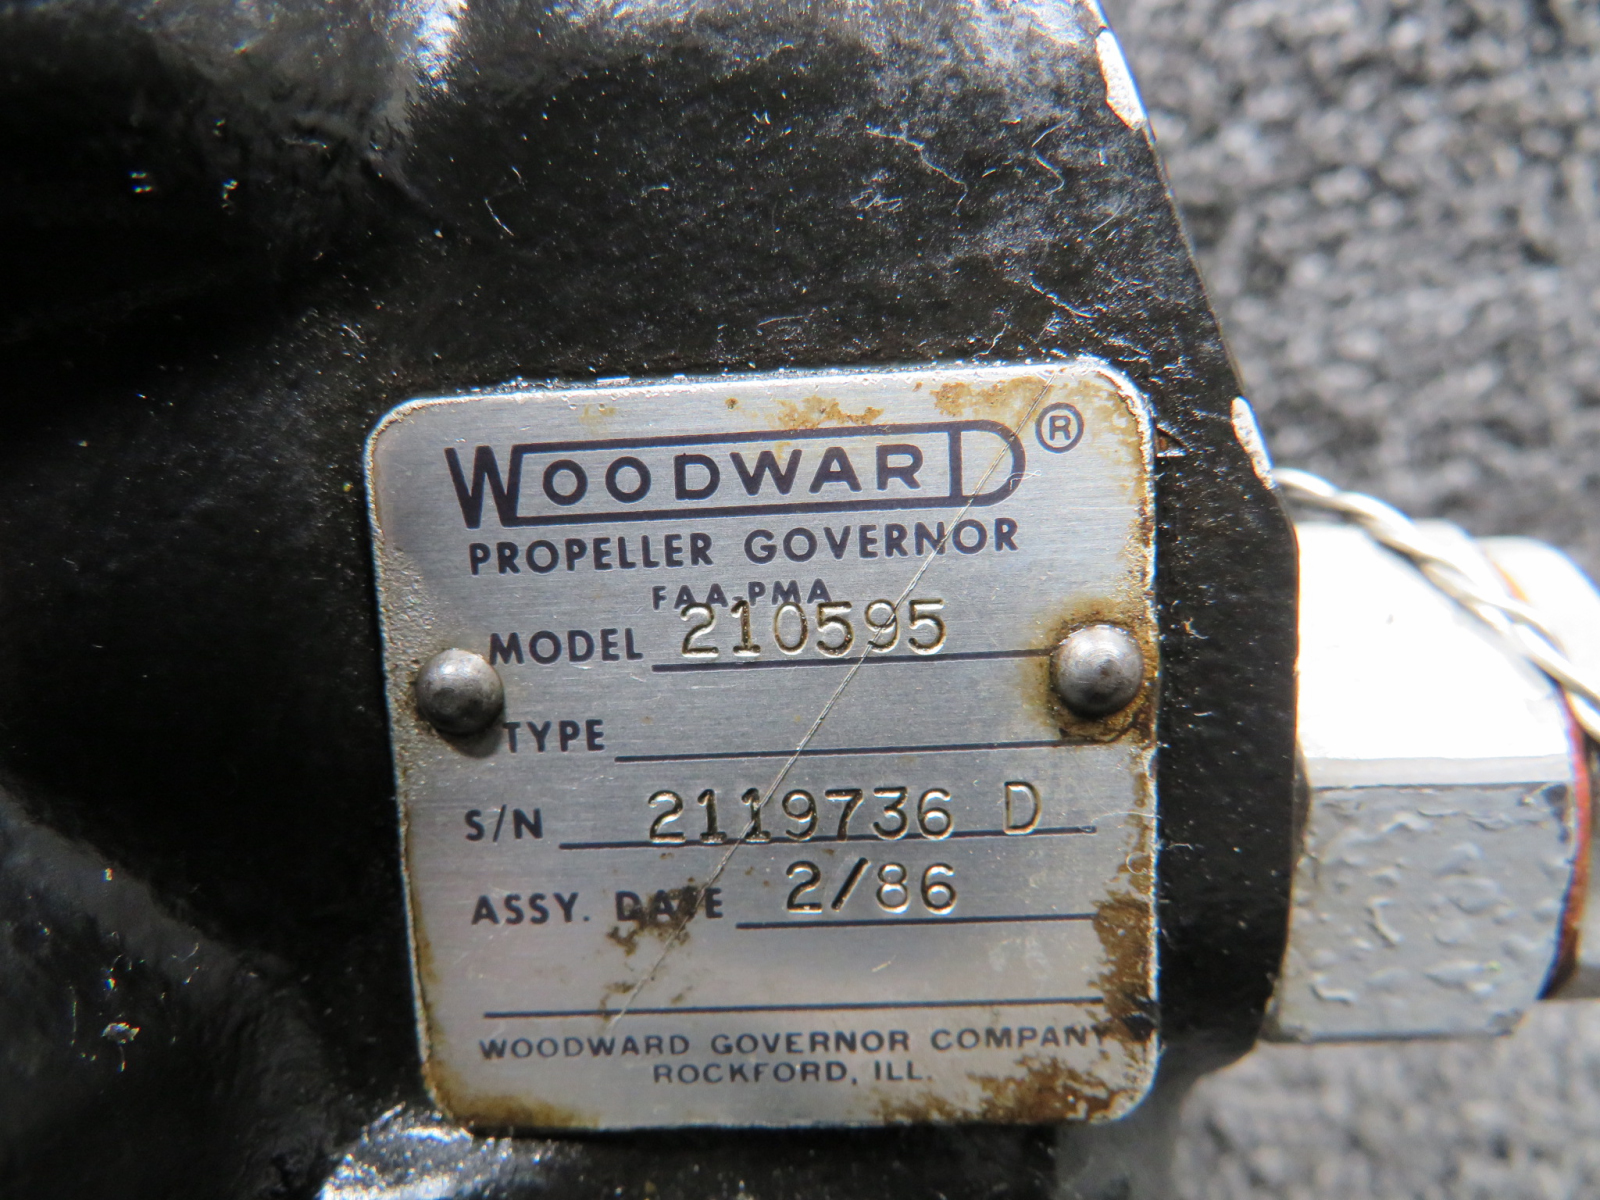 WOODWARD®
PROPELLER GOVERNOR
FAA-PMA
MODEL 210595
TYPE
S/N 2119736 D
ASSY. DATE 2/86
WOODWARD GOVERNOR COMPANY
ROCKFORD, ILL.